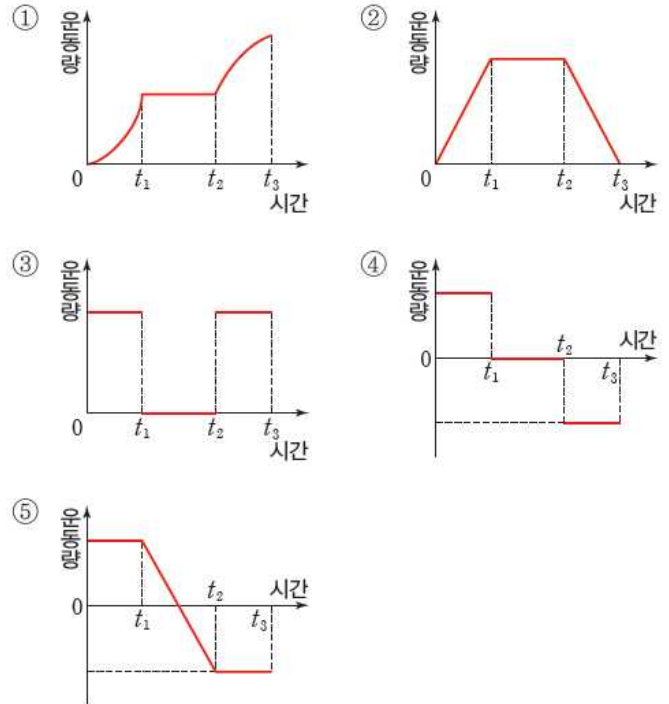 ① 운동량 ② 운동량
0 t₁ t₂ t₃ 0 t₁ t₂ t₃
시간 시간
③ 운동량 ④ 운동량
시간
0 t₁ t₂ t₃
0 t₁ t₂ t₃
시간
⑤ 운동량
시간
0 t₁ t₂ t₃